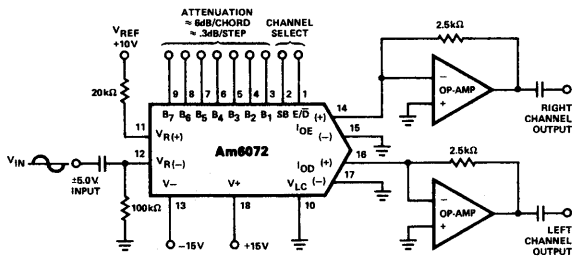 ATTENUATION
≈ 6dB/CHORD
≈ .3dB/STEP
CHANNEL
SELECT
VREF
+10V
20kΩ
9 8 7 6 5 4 3 2 1
B7 B6 B5 B4 B3 B2 B1 SB E/D̅
11 VR(+)
12 VR(−)
Am6072
V− V+ VLC
13 18 10
−15V +15V
VIN
±5.0V
INPUT
100kΩ
(+) 14
IOE
(−) 15
IOD (+) 16
(−) 17
2.5kΩ
−
+
OP-AMP
RIGHT
CHANNEL
OUTPUT
2.5kΩ
−
+
OP-AMP
LEFT
CHANNEL
OUTPUT